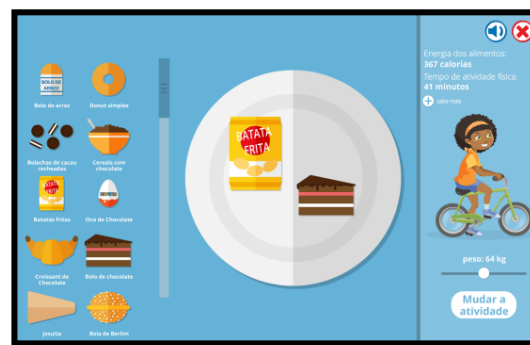 BOLO DE
ARROZ
Bolo de arroz
Donut simples
Bolachas de cacau
recheadas
Cereais com
chocolate
BATATA
FRITA
Batatas fritas
Ovo de Chocolate
Croissant de
Chocolate
Bolo de chocolate
Jesuíta
Bola de Berlim
BATATA
FRITA
Energia dos alimentos:
367 calorias
Tempo de atividade física:
41 minutos
sabe mais
peso: 64 kg
Mudar a
atividade